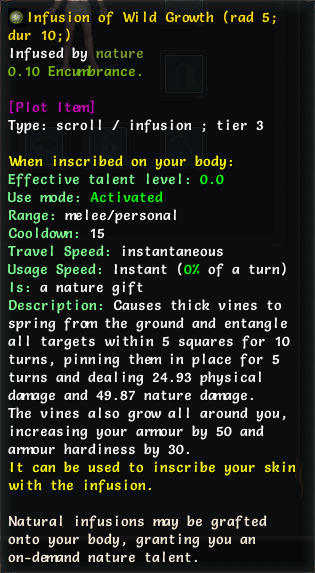 Infusion of Wild Growth (rad 5;
dur 10;)
Infused by nature
0.10 Encumbrance.
[Plot Item]
Type: scroll / infusion ; tier 3
When inscribed on your body:
Effective talent level: 0.0
Use mode: Activated
Range: melee/personal
Cooldown: 15
Travel Speed: instantaneous
Usage Speed: Instant (0% of a turn)
Is: a nature gift
Description: Causes thick vines to
spring from the ground and entangle
all targets within 5 squares for 10
turns, pinning them in place for 5
turns and dealing 24.93 physical
damage and 49.87 nature damage.
The vines also grow all around you,
increasing your armour by 50 and
armour hardiness by 30.
It can be used to inscribe your skin
with the infusion.
Natural infusions may be grafted
onto your body, granting you an
on-demand nature talent.